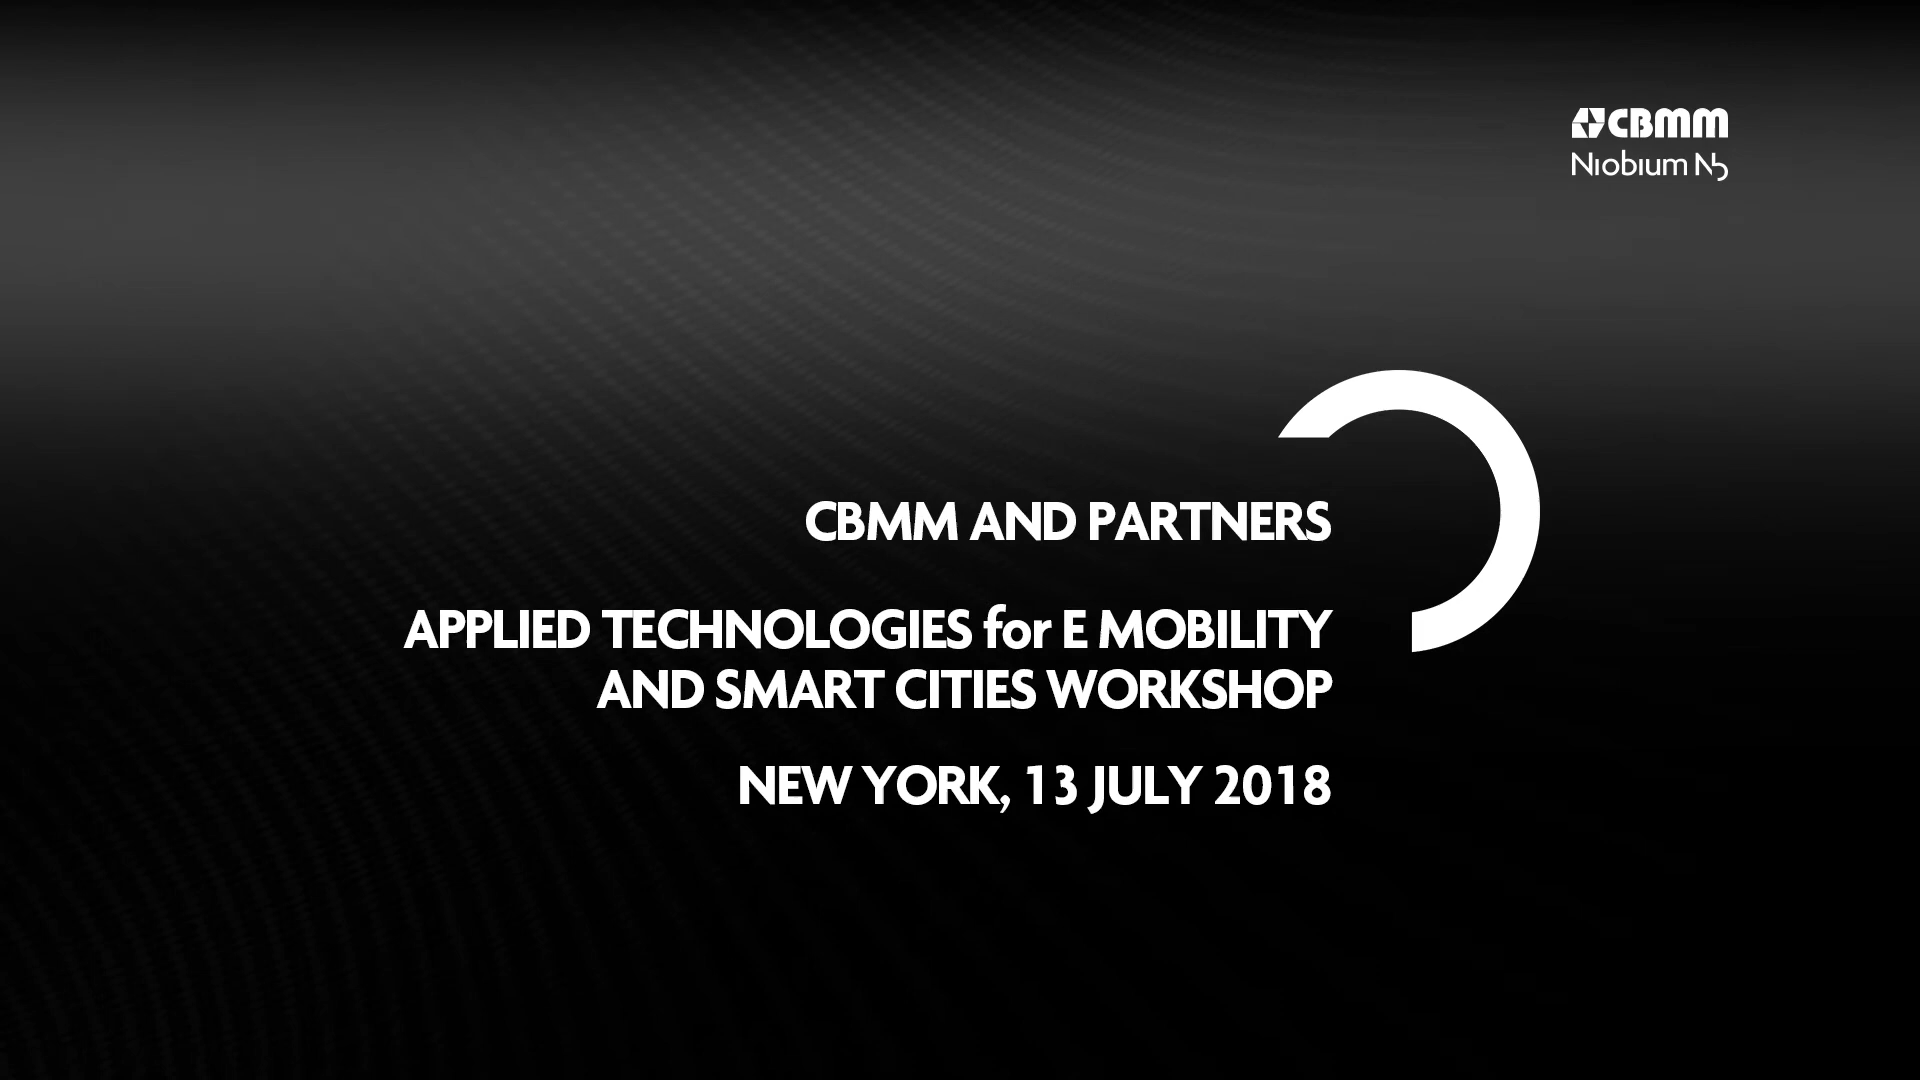 CBMM
Niobium Nb
CBMM AND PARTNERS
APPLIED TECHNOLOGIES for E MOBILITY
AND SMART CITIES WORKSHOP
NEW YORK, 13 JULY 2018